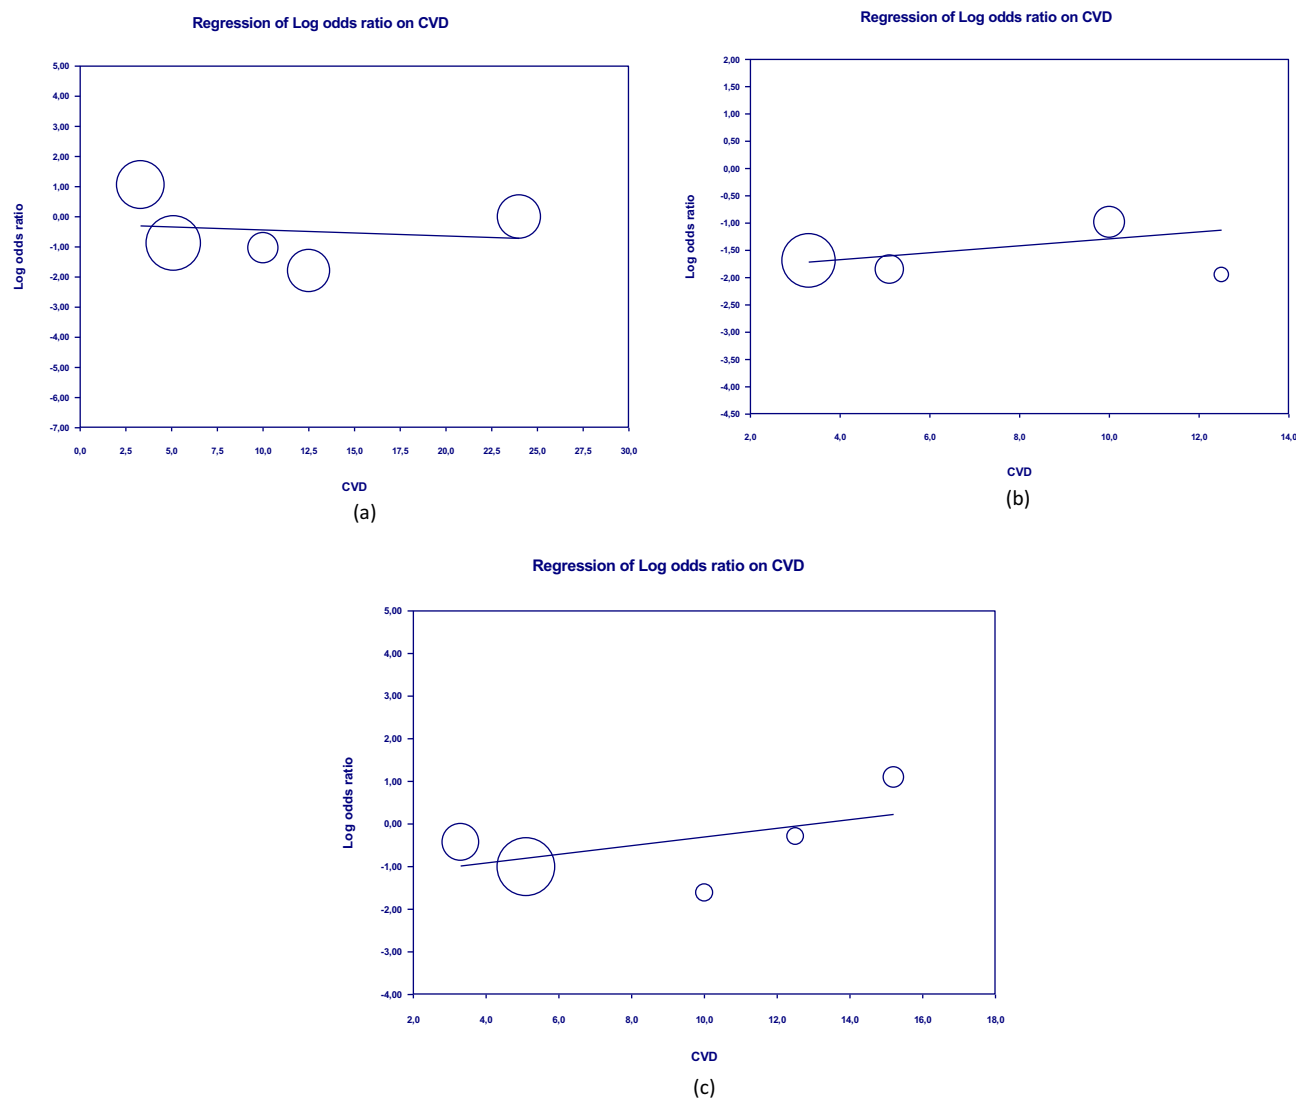 Regression of Log odds ratio on CVD
5,00
4,00
3,00
2,00
1,00
0,00
-1,00
-2,00
-3,00
-4,00
-5,00
-6,00
-7,00
Log odds ratio
0,0 2,5 5,0 7,5 10,0 12,5 15,0 17,5 20,0 22,5 25,0 27,5 30,0
CVD
(a)
Regression of Log odds ratio on CVD
2,00
1,50
1,00
0,50
0,00
-0,50
-1,00
-1,50
-2,00
-2,50
-3,00
-3,50
-4,00
-4,50
Log odds ratio
2,0 4,0 6,0 8,0 10,0 12,0 14,0
CVD
(b)
Regression of Log odds ratio on CVD
5,00
4,00
3,00
2,00
1,00
0,00
-1,00
-2,00
-3,00
-4,00
Log odds ratio
2,0 4,0 6,0 8,0 10,0 12,0 14,0 16,0 18,0
CVD
(c)